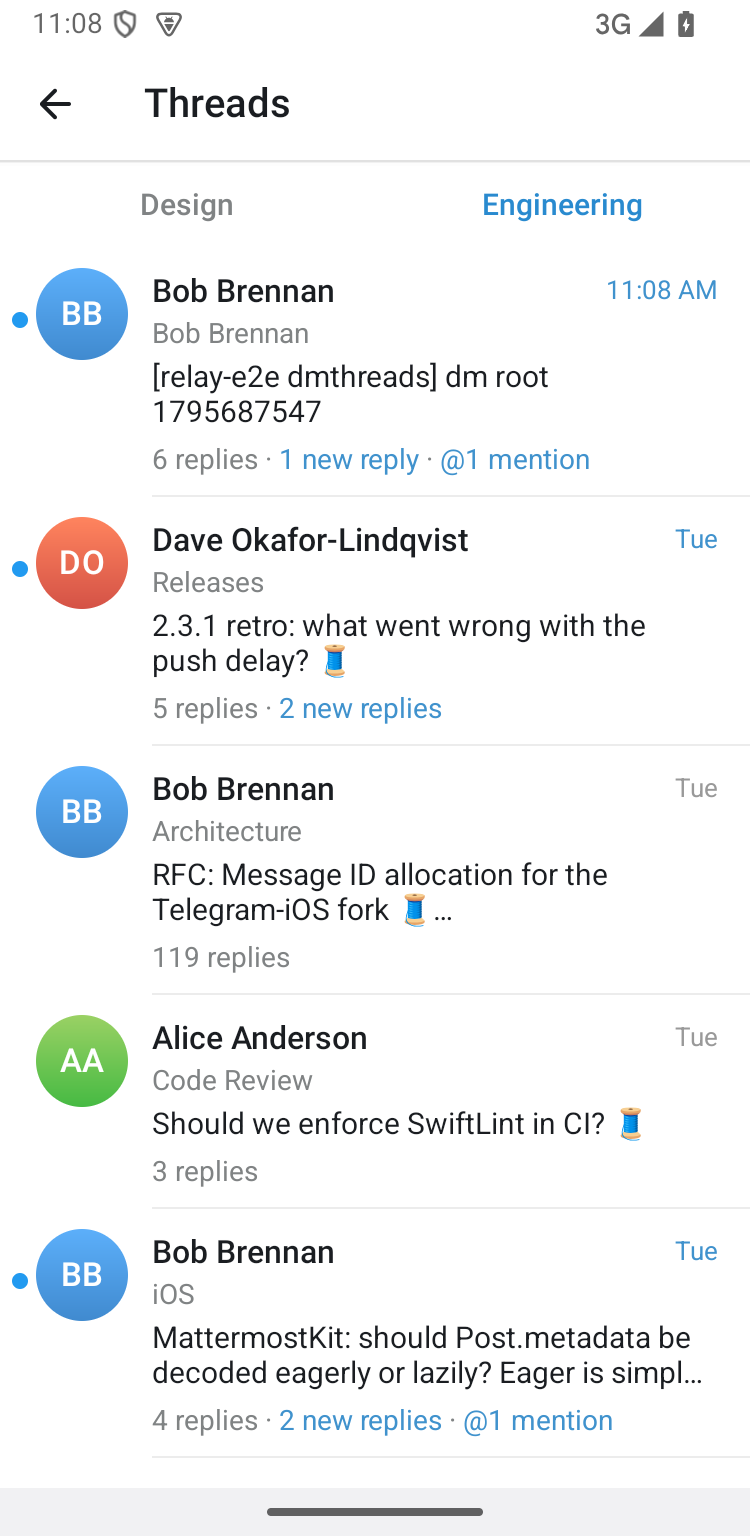 11:08 3G
Threads
Design Engineering
BB Bob Brennan 11:08 AM
Bob Brennan
[relay-e2e dmthreads] dm root
1795687547
6 replies · 1 new reply · @1 mention
DO Dave Okafor-Lindqvist Tue
Releases
2.3.1 retro: what went wrong with the
push delay? 🧵
5 replies · 2 new replies
BB Bob Brennan Tue
Architecture
RFC: Message ID allocation for the
Telegram-iOS fork 🧵 …
119 replies
AA Alice Anderson Tue
Code Review
Should we enforce SwiftLint in CI? 🧵
3 replies
BB Bob Brennan Tue
iOS
MattermostKit: should Post.metadata be
decoded eagerly or lazily? Eager is simpl…
4 replies · 2 new replies · @1 mention